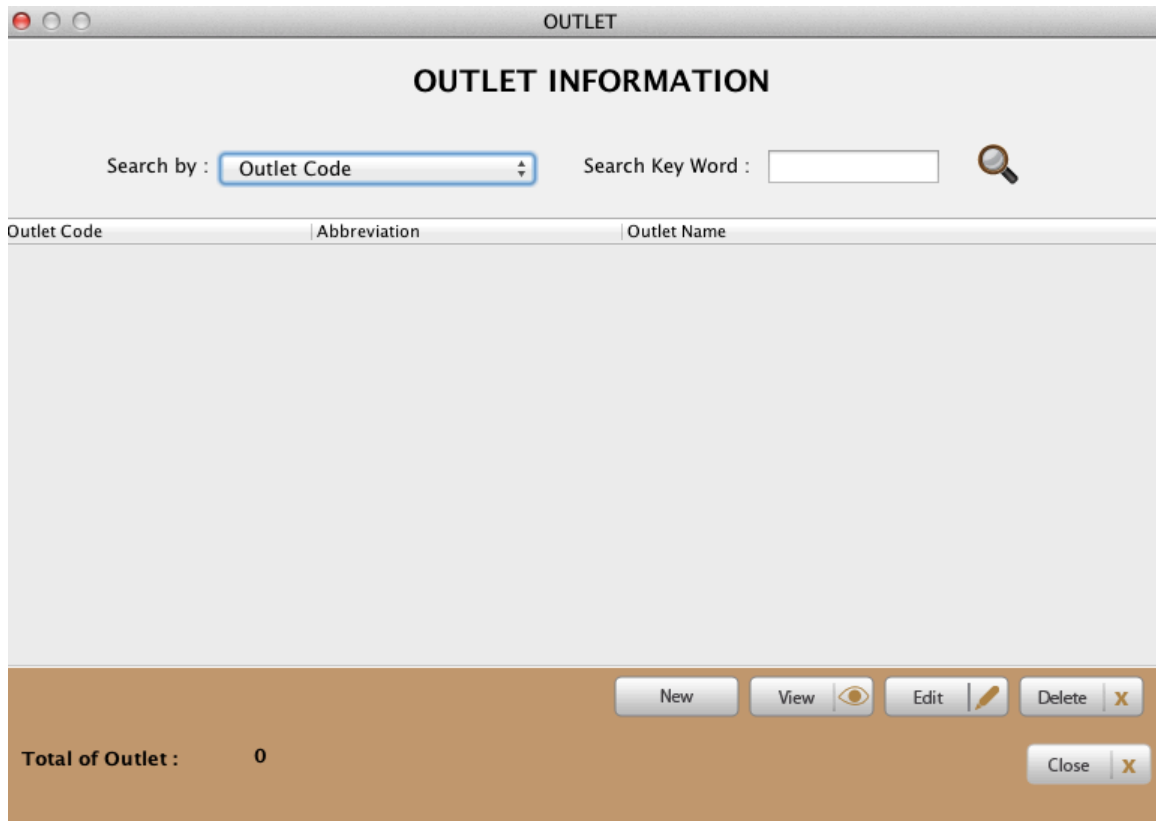 OUTLET
OUTLET INFORMATION
Search by : Outlet Code Search Key Word :
Outlet Code Abbreviation Outlet Name
New View Edit Delete X
Total of Outlet : 0
Close X